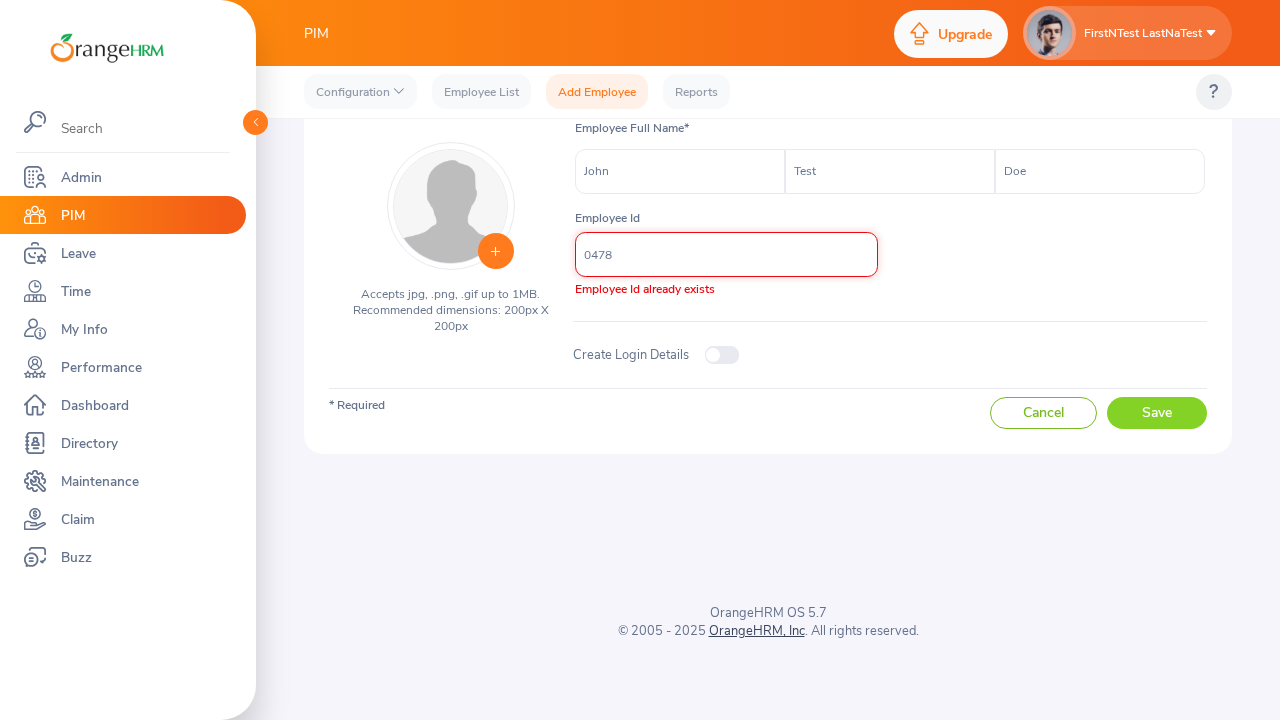 PIM
Upgrade
FirstNTest LastNaTest
OrangeHRM
Configuration
Employee List
Add Employee
Reports
?
Search
Admin
PIM
Leave
Time
My Info
Performance
Dashboard
Directory
Maintenance
Claim
Buzz
Employee Full Name*
John
Test
Doe
Employee Id
0478
Employee Id already exists
Accepts jpg, .png, .gif up to 1MB.
Recommended dimensions: 200px X
200px
Create Login Details
* Required
Cancel
Save
OrangeHRM OS 5.7
© 2005 - 2025 OrangeHRM, Inc. All rights reserved.